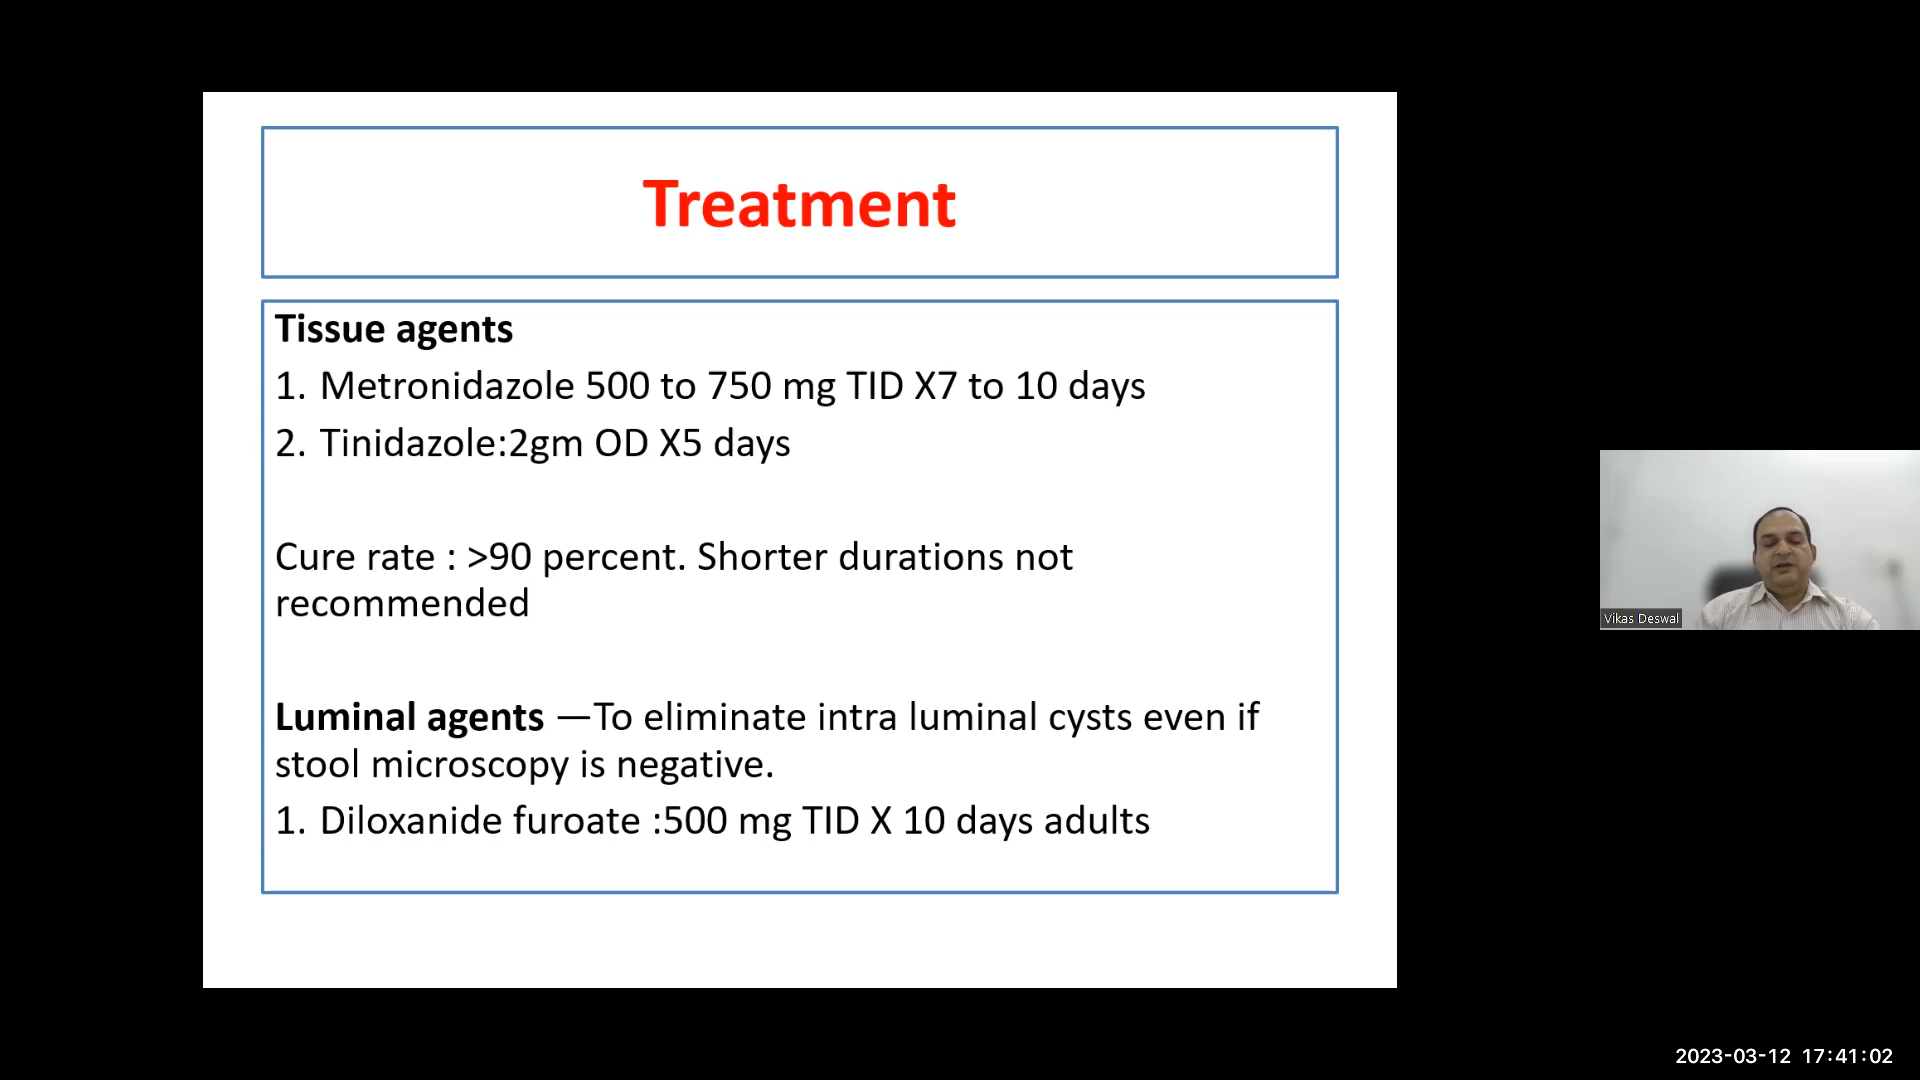 Treatment
Tissue agents
1. Metronidazole 500 to 750 mg TID X7 to 10 days
2. Tinidazole:2gm OD X5 days
Cure rate : >90 percent. Shorter durations not
recommended
Luminal agents —To eliminate intra luminal cysts even if
stool microscopy is negative.
1. Diloxanide furoate :500 mg TID X 10 days adults
Vikas Deswal
2023-03-12 17:41:02